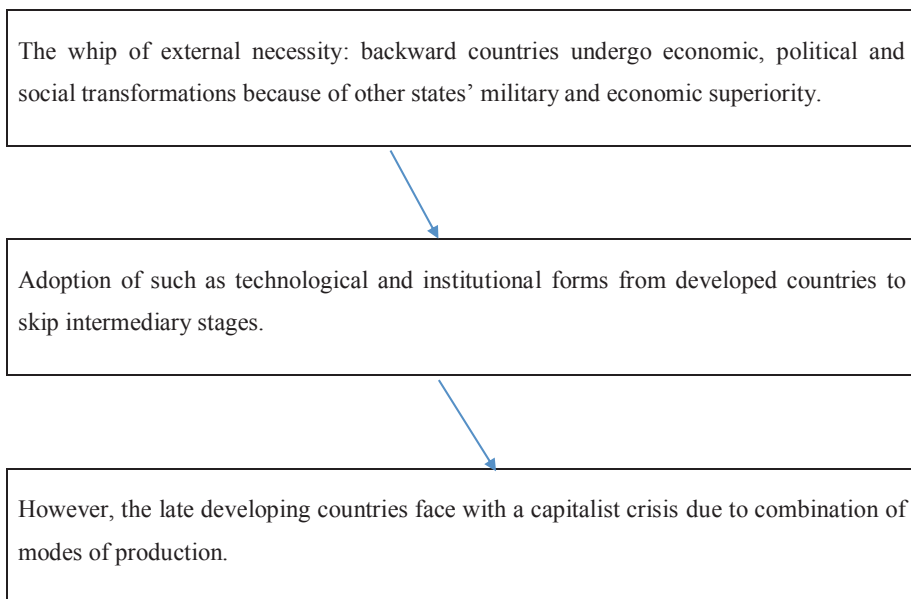 The whip of external necessity: backward countries undergo economic, political and
social transformations because of other states’ military and economic superiority.
Adoption of such as technological and institutional forms from developed countries to
skip intermediary stages.
However, the late developing countries face with a capitalist crisis due to combination of
modes of production.